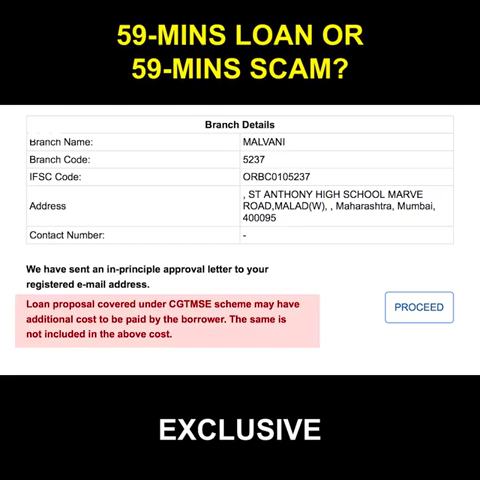 59-MINS LOAN OR
59-MINS SCAM?
Branch Details
Branch Name: MALVANI
Branch Code: 5237
IFSC Code: ORBC0105237
Address , ST ANTHONY HIGH SCHOOL MARVE
ROAD,MALAD(W), , Maharashtra, Mumbai,
400095
Contact Number: -
We have sent an in-principle approval letter to your
registered e-mail address.
Loan proposal covered under CGTMSE scheme may have
additional cost to be paid by the borrower. The same is
not included in the above cost.
PROCEED
EXCLUSIVE